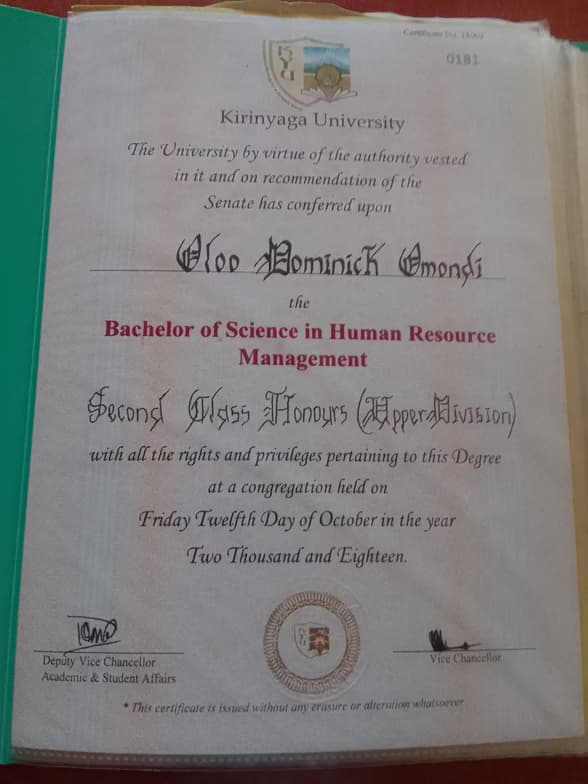 Certificate No.
0181
KYU
Kirinyaga University
The University by virtue of the authority vested
in it and on recommendation of the
Senate has conferred upon
Oloo Dominick Omondi
the
Bachelor of Science in Human Resource
Management
Second Class Honours (Upper Division)
with all the rights and privileges pertaining to this Degree
at a congregation held on
Friday Twelfth Day of October in the year
Two Thousand and Eighteen.
Deputy Vice Chancellor
Academic & Student Affairs
Vice Chancellor
* This certificate is issued without any erasure or alteration whatsoever